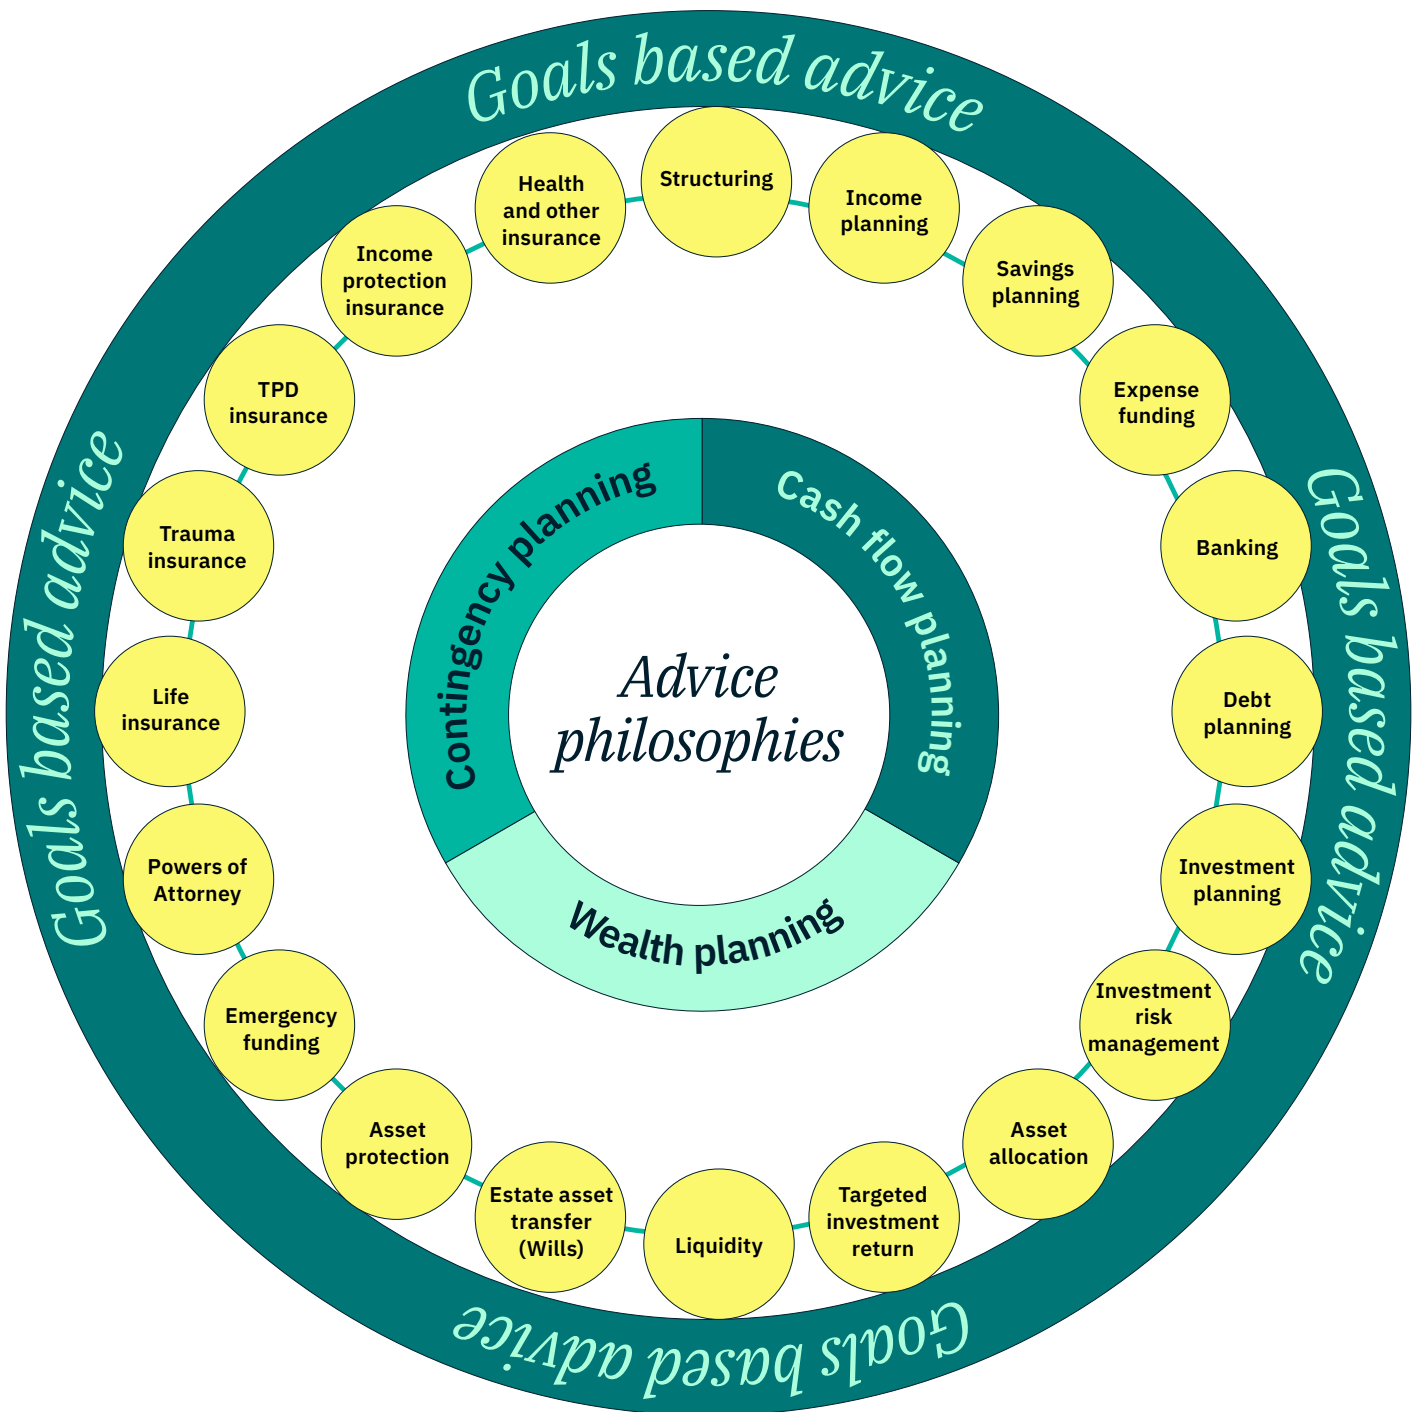 Goals based advice
Structuring
Income
planning
Savings
planning
Expense
funding
Banking
Debt
planning
Investment
planning
Investment
risk
management
Asset
allocation
Targeted
investment
return
Liquidity
Estate asset
transfer
(Wills)
Asset
protection
Emergency
funding
Powers of
Attorney
Life
insurance
Trauma
insurance
TPD
insurance
Income
protection
insurance
Health
and other
insurance
Goals based advice
Goals based advice
Goals based advice
Contingency planning
Cash flow planning
Wealth planning
Advice
philosophies